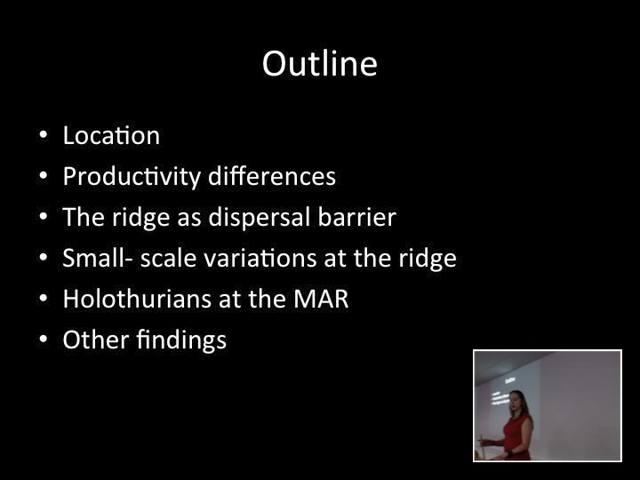 Outline
• Location
• Productivity differences
• The ridge as dispersal barrier
• Small- scale variations at the ridge
• Holothurians at the MAR
• Other findings